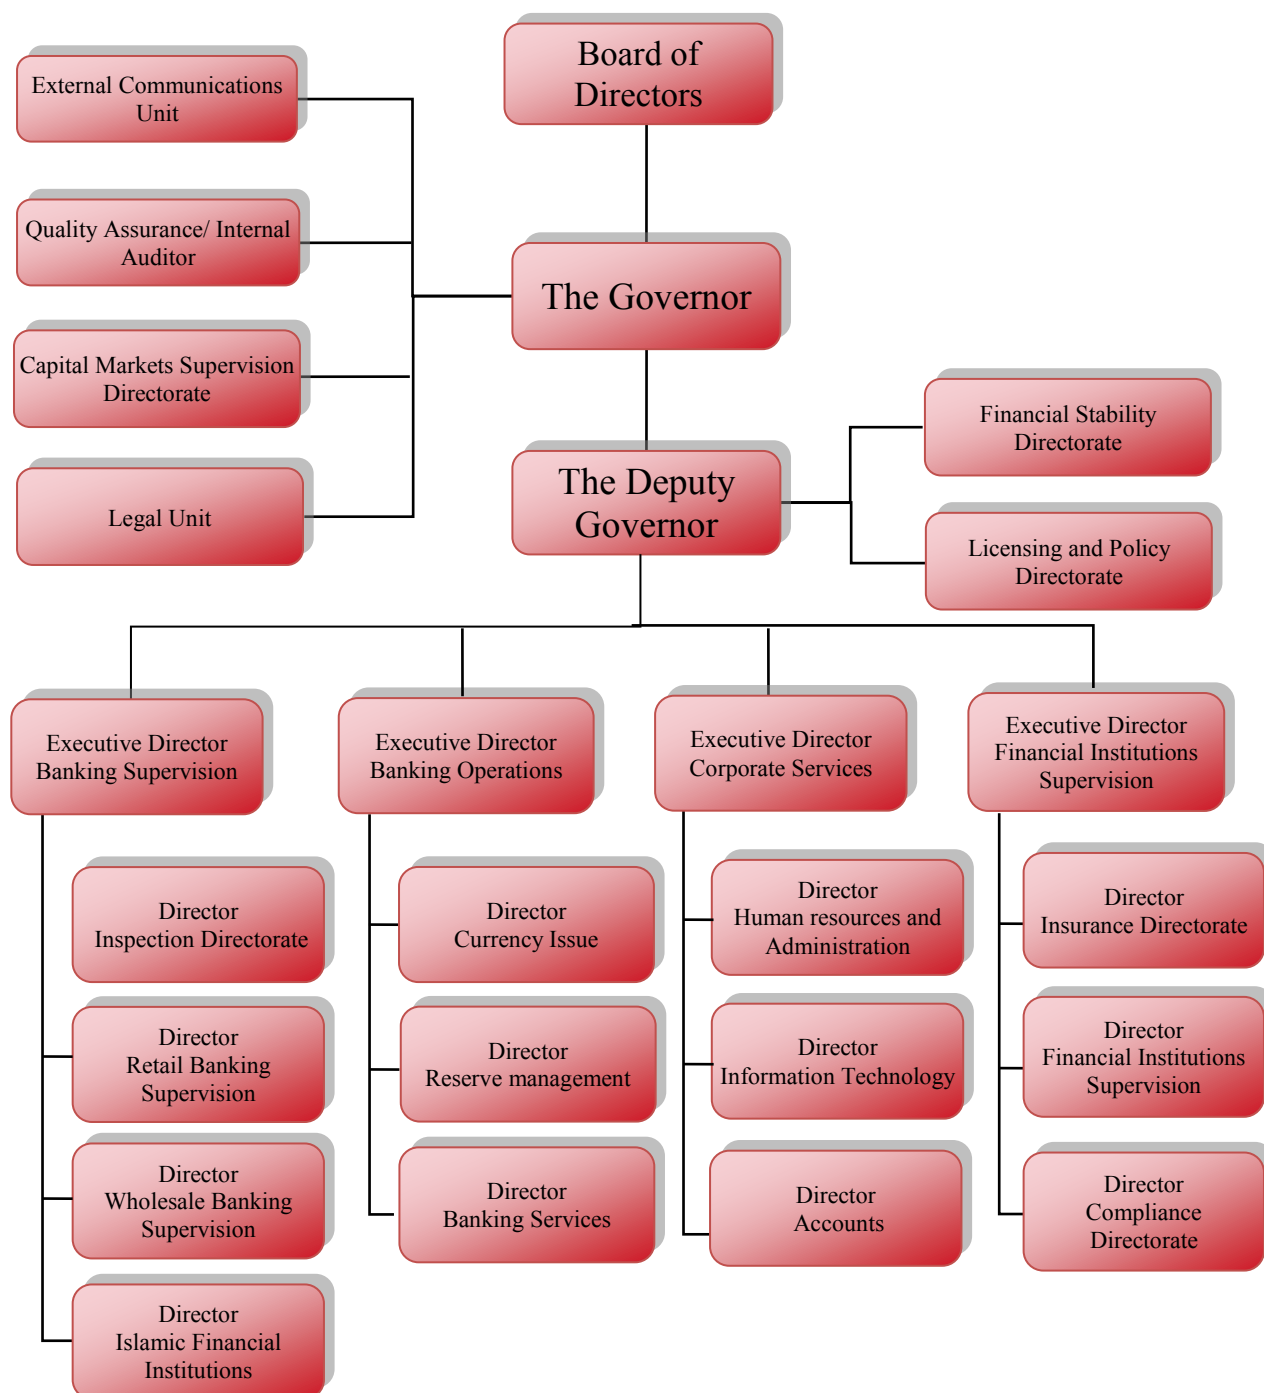 Board of
Directors
External Communications
Unit
Quality Assurance/ Internal
Auditor
The Governor
Capital Markets Supervision
Directorate
Legal Unit
The Deputy
Governor
Financial Stability
Directorate
Licensing and Policy
Directorate
Executive Director
Banking Supervision
Executive Director
Banking Operations
Executive Director
Corporate Services
Executive Director
Financial Institutions
Supervision
Director
Inspection Directorate
Director
Retail Banking
Supervision
Director
Wholesale Banking
Supervision
Director
Islamic Financial
Institutions
Director
Currency Issue
Director
Reserve management
Director
Banking Services
Director
Human resources and
Administration
Director
Information Technology
Director
Accounts
Director
Insurance Directorate
Director
Financial Institutions
Supervision
Director
Compliance
Directorate